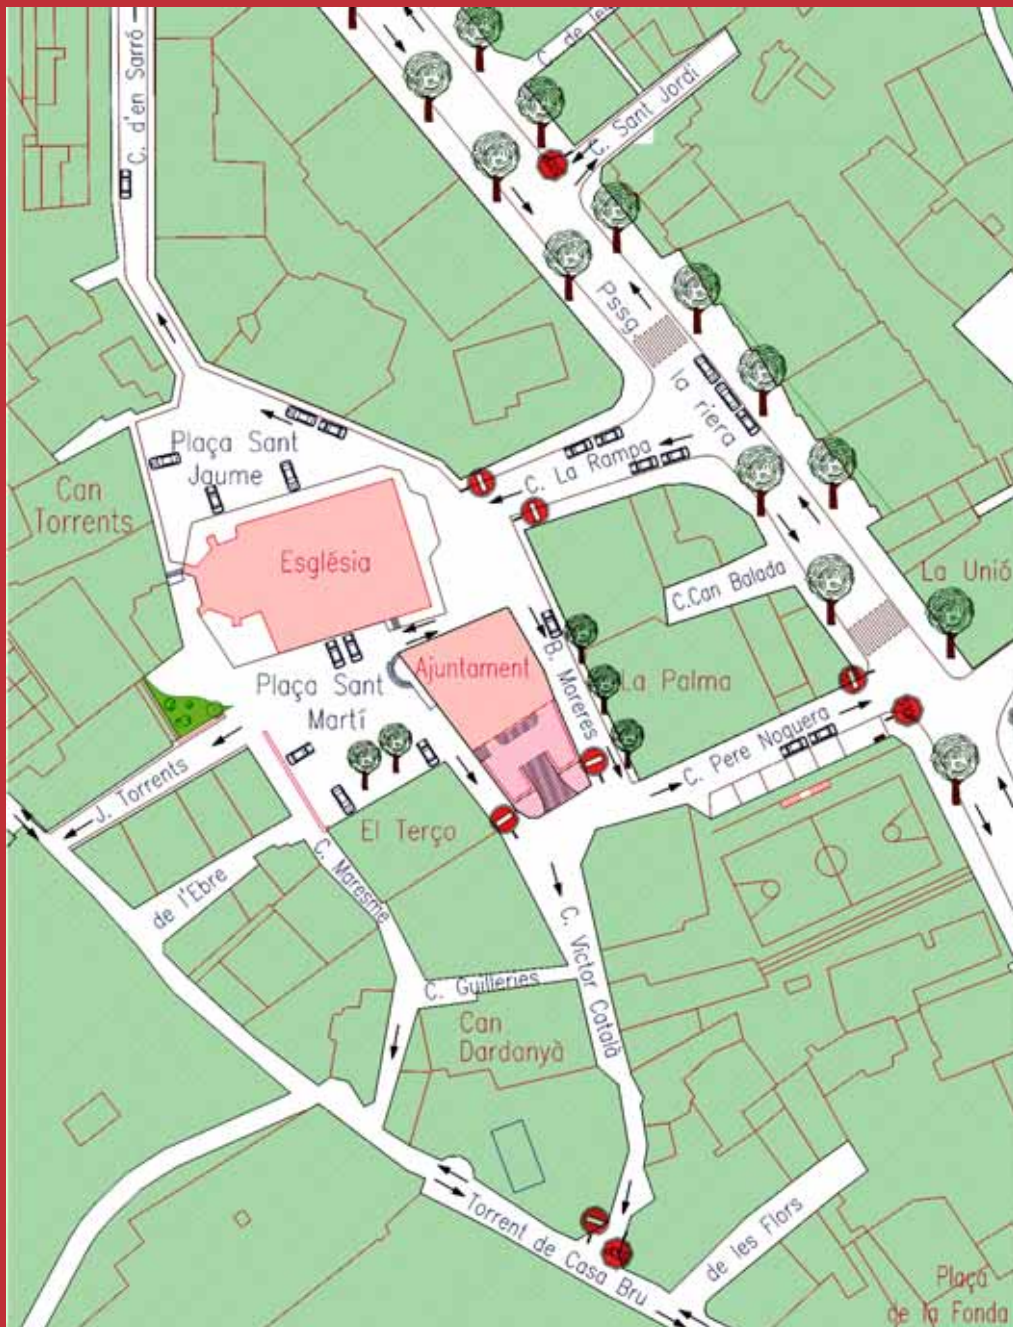 C. d'en Sarró
C. de les
C. Sant Jordi
Pssg
la riera
Plaça Sant
Jaume
C. La Rampa
Can
Torrents
Església
La Unió
C.Can Balada
Ajuntament
B. Moreres
La Palma
Plaça Sant
Martí
C. Pere Noguera
J. Torrents
El Terço
C. Maresme
de l'Ebre
C. Víctor Català
C. Guilleries
Can
Dardanyà
Torrent de Casa Bru
de les Flors
Plaça
de la Fonda